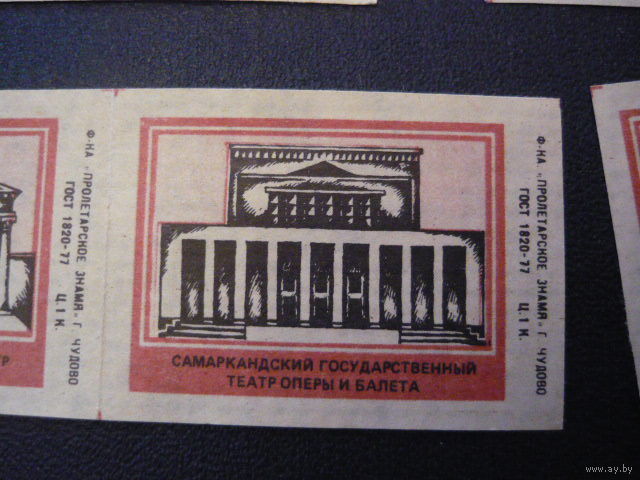 Ф-КА „ПРОЛЕТАРСКОЕ ЗНАМЯ" Г. ЧУДОВО
ГОСТ 1820-77 Ц. 1 К.
САМАРКАНДСКИЙ ГОСУДАРСТВЕННЫЙ
ТЕАТР ОПЕРЫ И БАЛЕТА
Ф-КА „ПРОЛЕТАРСКОЕ ЗНАМЯ" Г. ЧУДОВО
ГОСТ 1820-77 Ц. 1 К.
www.ay.by